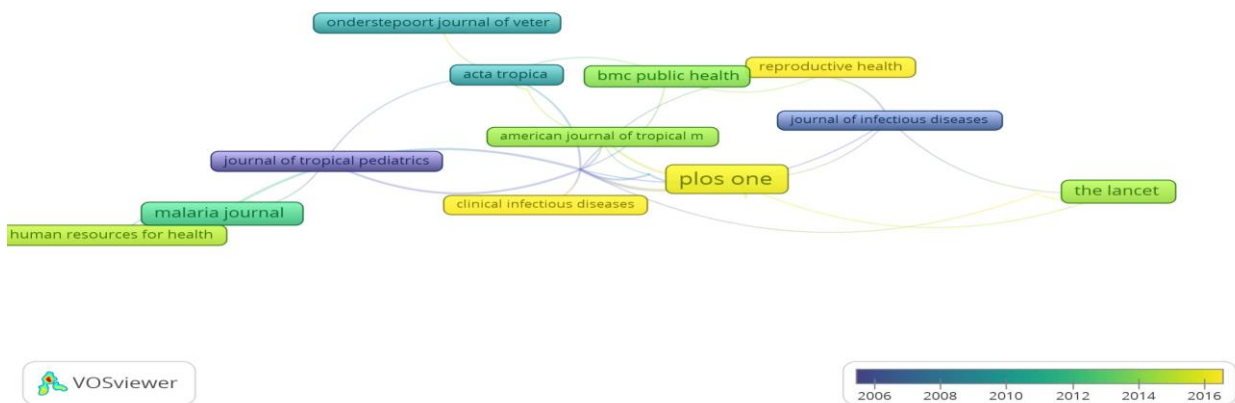 onderstepoort journal of veter
acta tropica
bmc public health
reproductive health
journal of infectious diseases
american journal of tropical m
journal of tropical pediatrics
plos one
the lancet
clinical infectious diseases
malaria journal
human resources for health
VOSviewer
2006 2008 2010 2012 2014 2016